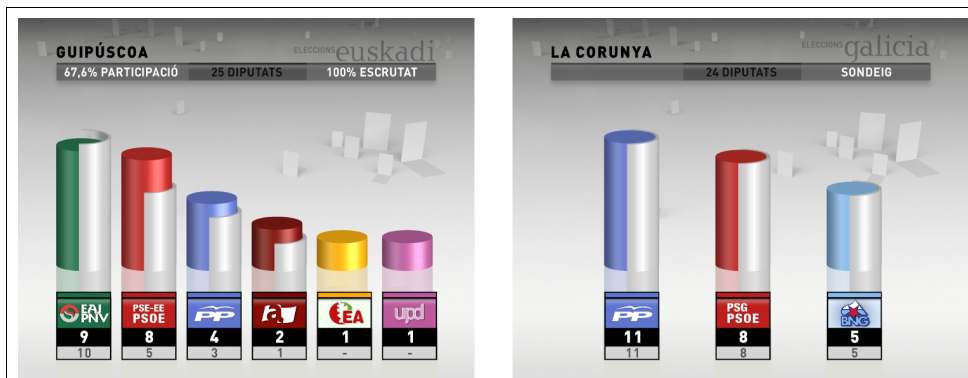 GUIPÚSCOA
ELECCIONS euskadi
67,6% PARTICIPACIÓ 25 DIPUTATS 100% ESCRUTAT
EAJ PNV
PSE-EE PSOE
PP
a
EA
upd
9 8 4 2 1 1
10 5 3 1 - -
LA CORUNYA
ELECCIONS galicia
24 DIPUTATS SONDEIG
PP
PSG PSOE
BNG
11 8 5
11 8 5